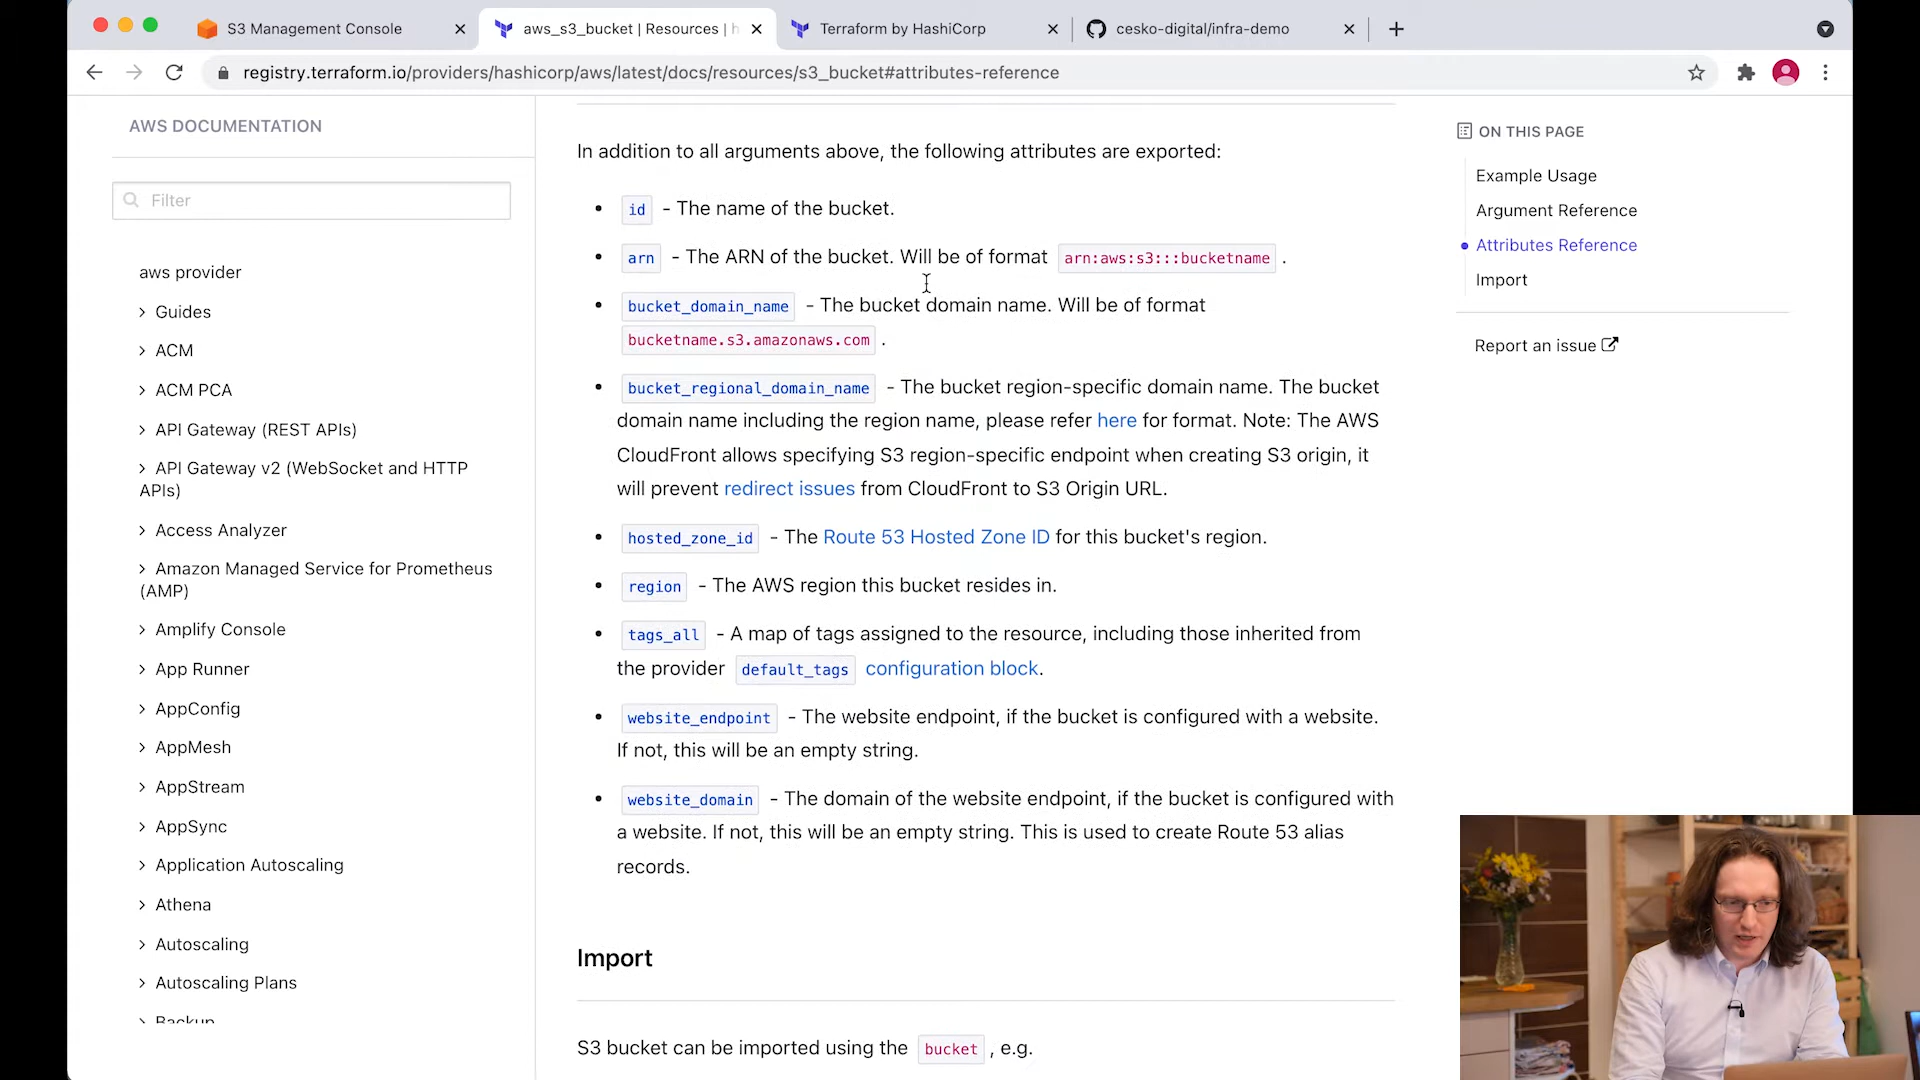 S3 Management Console
aws_s3_bucket | Resources | h
Terraform by HashiCorp
cesko-digital/infra-demo
registry.terraform.io/providers/hashicorp/aws/latest/docs/resources/s3_bucket#attributes-reference
AWS DOCUMENTATION
Filter
aws provider
Guides
ACM
ACM PCA
API Gateway (REST APIs)
API Gateway v2 (WebSocket and HTTP
APIs)
Access Analyzer
Amazon Managed Service for Prometheus
(AMP)
Amplify Console
App Runner
AppConfig
AppMesh
AppStream
AppSync
Application Autoscaling
Athena
Autoscaling
Autoscaling Plans
Backup
In addition to all arguments above, the following attributes are exported:
• id - The name of the bucket.
• arn - The ARN of the bucket. Will be of format arn:aws:s3:::bucketname .
• bucket_domain_name - The bucket domain name. Will be of format
bucketname.s3.amazonaws.com .
• bucket_regional_domain_name - The bucket region-specific domain name. The bucket
domain name including the region name, please refer here for format. Note: The AWS
CloudFront allows specifying S3 region-specific endpoint when creating S3 origin, it
will prevent redirect issues from CloudFront to S3 Origin URL.
• hosted_zone_id - The Route 53 Hosted Zone ID for this bucket's region.
• region - The AWS region this bucket resides in.
• tags_all - A map of tags assigned to the resource, including those inherited from
the provider default_tags configuration block.
• website_endpoint - The website endpoint, if the bucket is configured with a website.
If not, this will be an empty string.
• website_domain - The domain of the website endpoint, if the bucket is configured with
a website. If not, this will be an empty string. This is used to create Route 53 alias
records.
Import
S3 bucket can be imported using the bucket , e.g.
ON THIS PAGE
Example Usage
Argument Reference
• Attributes Reference
Import
Report an issue